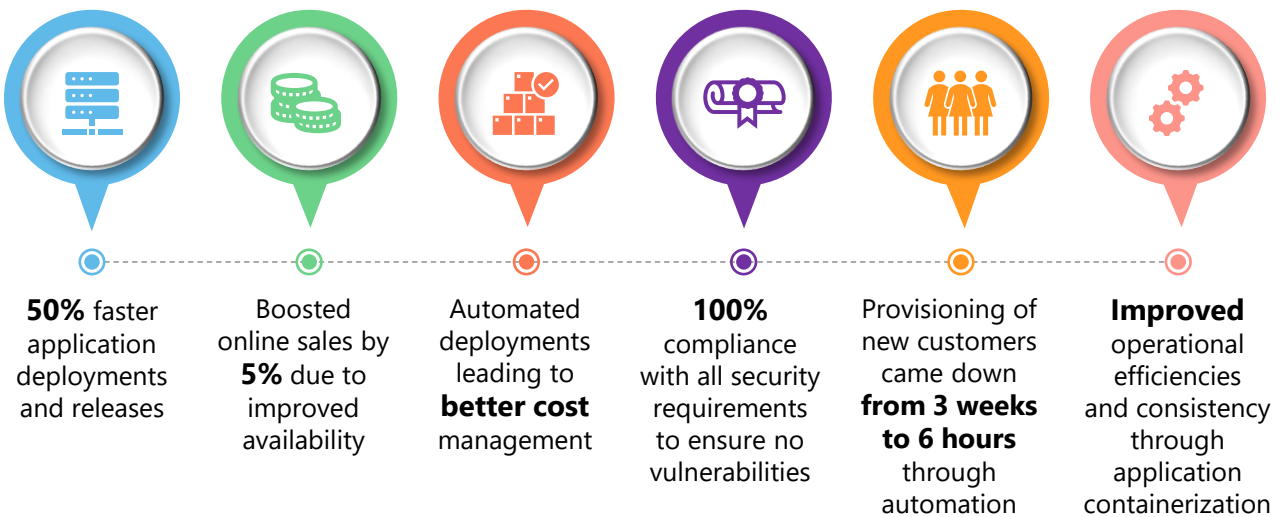 50% faster
application
deployments
and releases
Boosted
online sales by
5% due to
improved
availability
Automated
deployments
leading to
better cost
management
100%
compliance
with all security
requirements
to ensure no
vulnerabilities
Provisioning of
new customers
came down
from 3 weeks
to 6 hours
through
automation
Improved
operational
efficiencies
and consistency
through
application
containerization